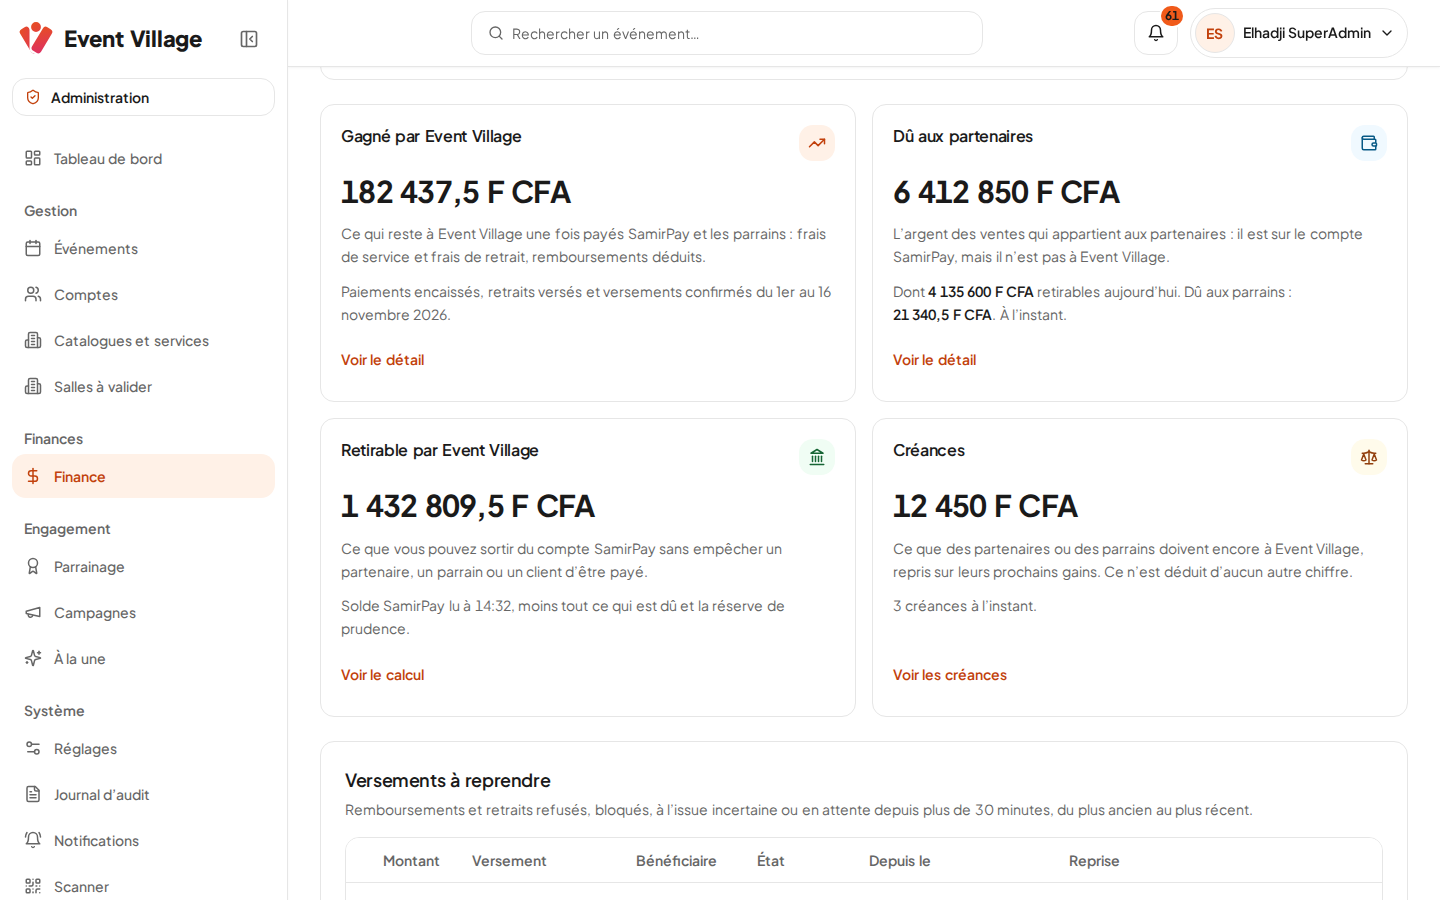 Event Village
Rechercher un événement...
61
ES
Elhadji SuperAdmin
Administration
Tableau de bord
Gestion
Événements
Comptes
Catalogues et services
Salles à valider
Finances
Finance
Engagement
Parrainage
Campagnes
À la une
Système
Réglages
Journal d'audit
Notifications
Scanner
Gagné par Event Village
182 437,5 F CFA
Ce qui reste à Event Village une fois payés SamirPay et les parrains : frais
de service et frais de retrait, remboursements déduits.
Paiements encaissés, retraits versés et versements confirmés du 1er au 16
novembre 2026.
Voir le détail
Dû aux partenaires
6 412 850 F CFA
L'argent des ventes qui appartient aux partenaires : il est sur le compte
SamirPay, mais il n'est pas à Event Village.
Dont 4 135 600 F CFA retirables aujourd'hui. Dû aux parrains :
21 340,5 F CFA. À l'instant.
Voir le détail
Retirable par Event Village
1 432 809,5 F CFA
Ce que vous pouvez sortir du compte SamirPay sans empêcher un
partenaire, un parrain ou un client d'être payé.
Solde SamirPay lu à 14:32, moins tout ce qui est dû et la réserve de
prudence.
Voir le calcul
Créances
12 450 F CFA
Ce que des partenaires ou des parrains doivent encore à Event Village,
repris sur leurs prochains gains. Ce n'est déduit d'aucun autre chiffre.
3 créances à l'instant.
Voir les créances
Versements à reprendre
Remboursements et retraits refusés, bloqués, à l'issue incertaine ou en attente depuis plus de 30 minutes, du plus ancien au plus récent.
Montant Versement Bénéficiaire État Depuis le Reprise